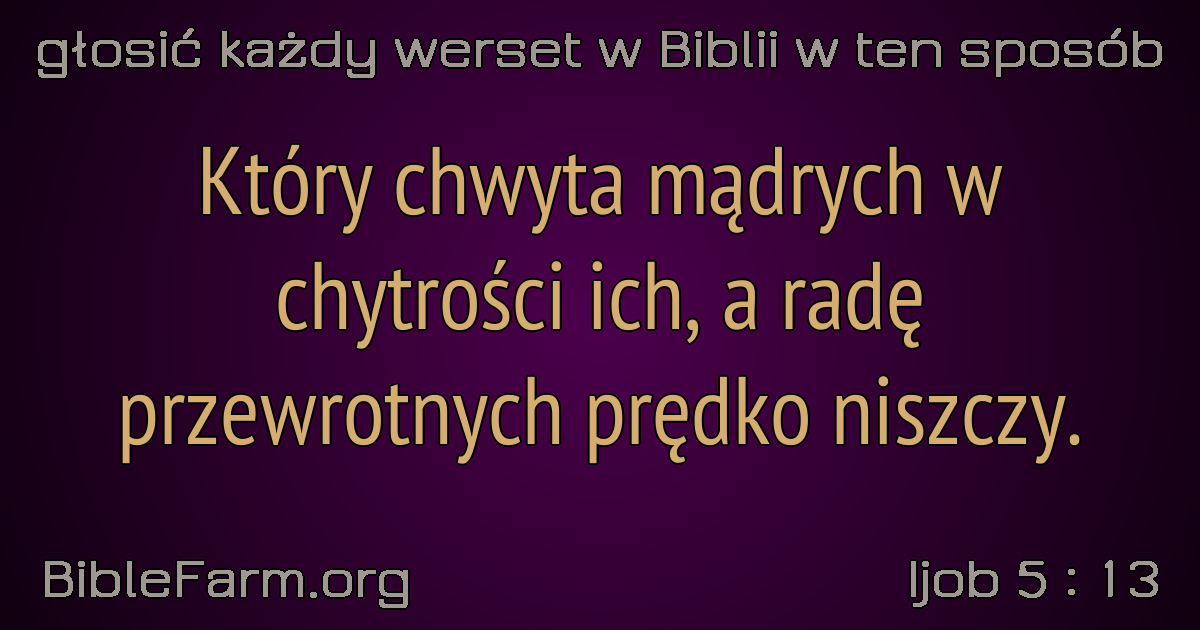 głosić każdy werset w Biblii w ten sposób
Który chwyta mądrych w
chytrości ich, a radę
przewrotnych prędko niszczy.
BibleFarm.org
Ijob 5 : 13